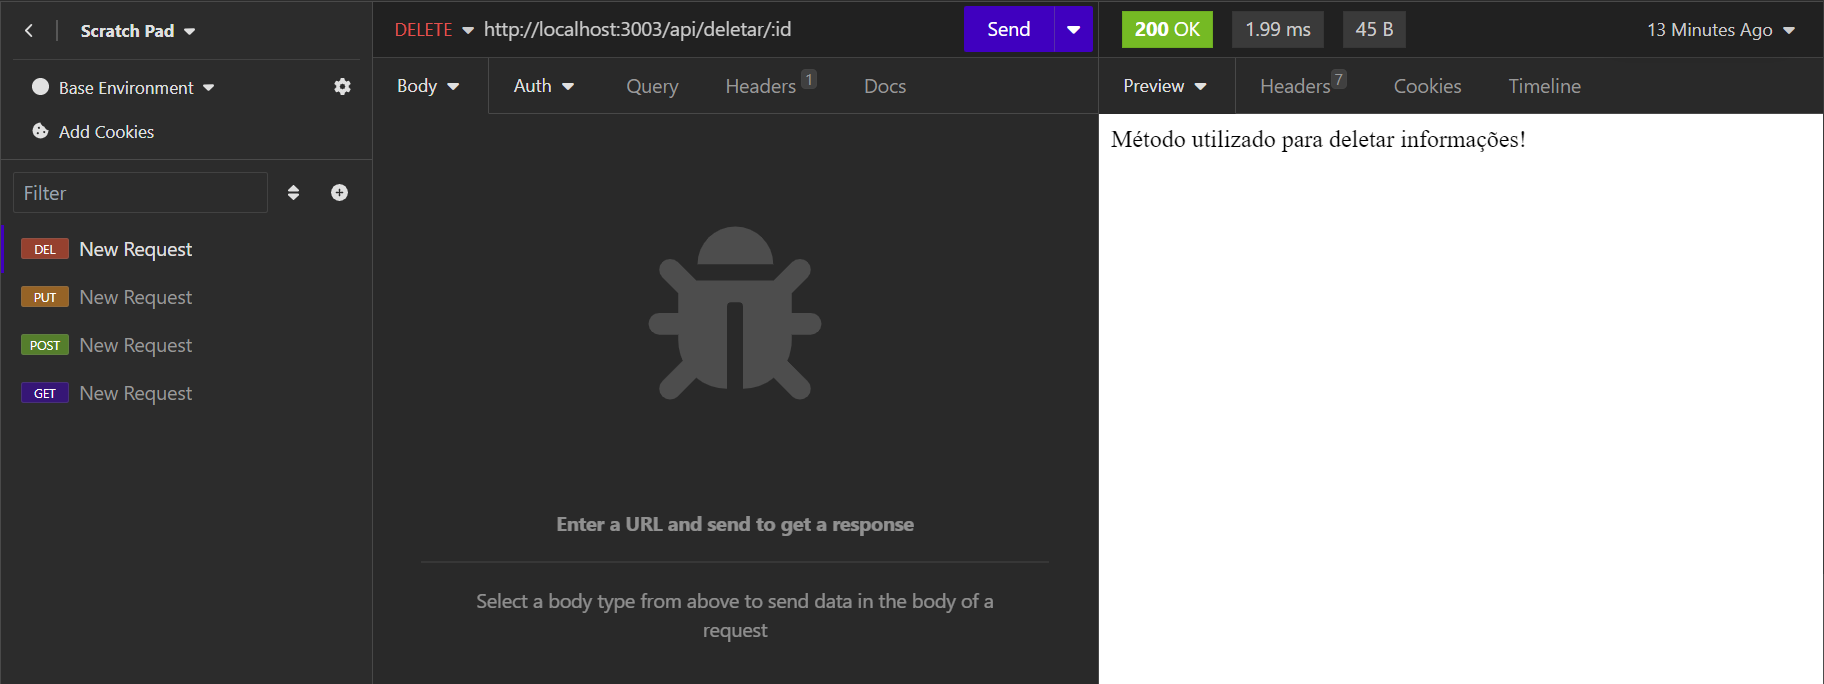 Scratch Pad
Base Environment
Add Cookies
Filter
DEL New Request
PUT New Request
POST New Request
GET New Request
DELETE http://localhost:3003/api/deletar/:id Send
Body Auth Query Headers 1 Docs
Enter a URL and send to get a response
Select a body type from above to send data in the body of a
request
200 OK 1.99 ms 45 B 13 Minutes Ago
Preview Headers 7 Cookies Timeline
Método utilizado para deletar informações!